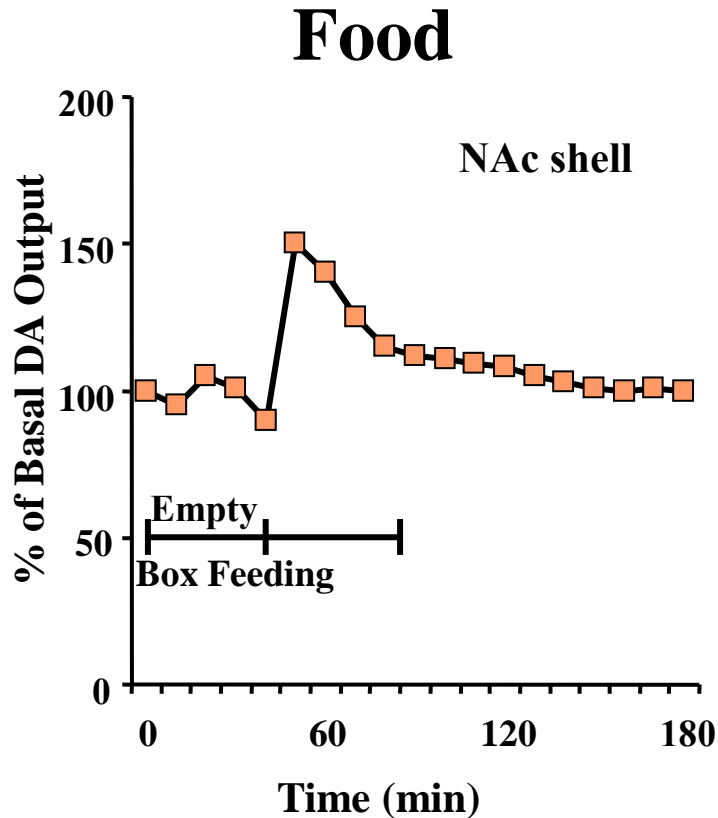 Food
200
NAc shell
150
100
50
0
% of Basal DA Output
Empty
Box Feeding
0 60 120 180
Time (min)